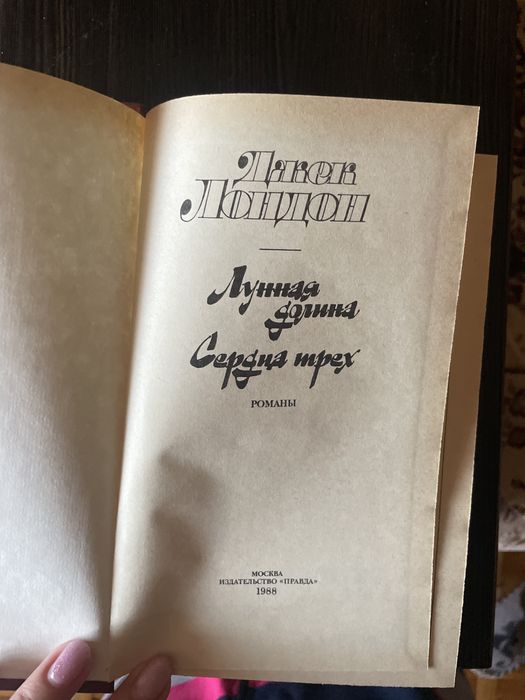 Джек
Лондон
Лунная
долина
Сердца трех
РОМАНЫ
МОСКВА
ИЗДАТЕЛЬСТВО «ПРАВДА»
1988